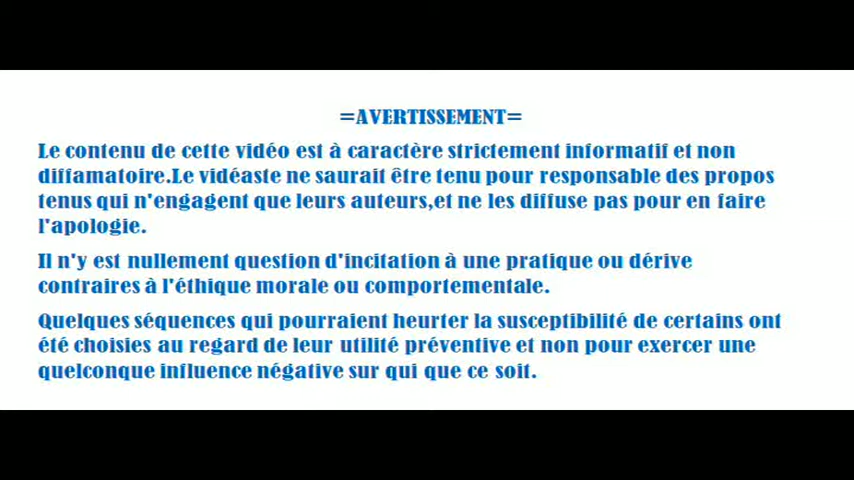 =AVERTISSEMENT=
Le contenu de cette vidéo est à caractère strictement informatif et non
diffamatoire.Le vidéaste ne saurait être tenu pour responsable des propos
tenus qui n'engagent que leurs auteurs,et ne les diffuse pas pour en faire
l'apologie.
Il n'y est nullement question d'incitation à une pratique ou dérive
contraires à l'éthique morale ou comportementale.
Quelques séquences qui pourraient heurter la susceptibilité de certains ont
été choisies au regard de leur utilité préventive et non pour exercer une
quelconque influence négative sur qui que ce soit.